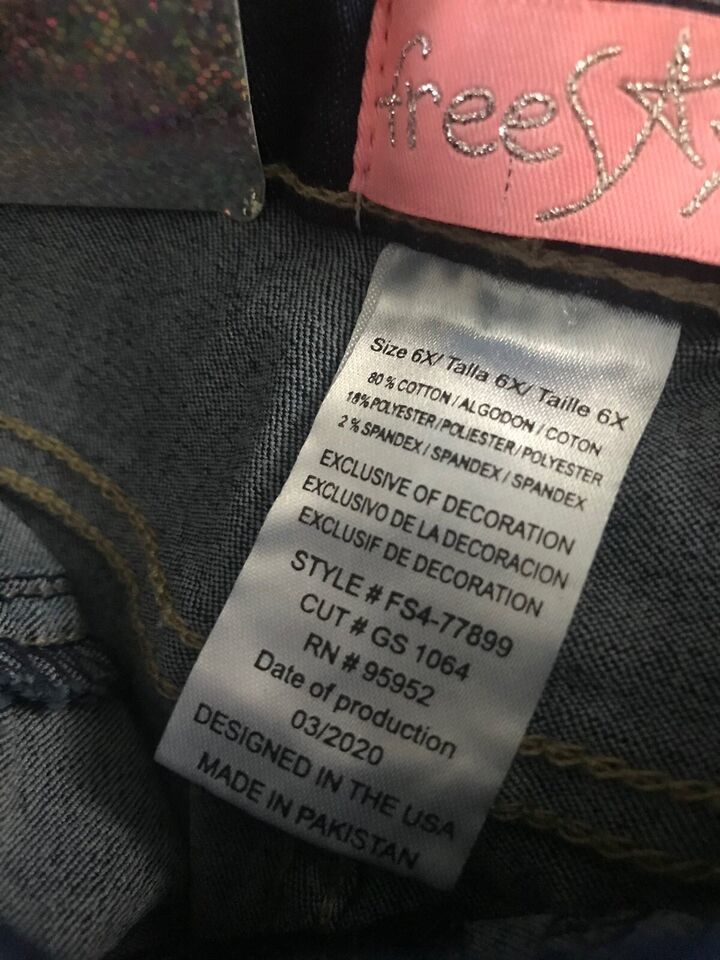 freeSt
Size 6X/ Talla 6X/ Taille 6X
80 % COTTON / ALGODON / COTON
18% POLYESTER / POLIESTER / POLYESTER
2 % SPANDEX / SPANDEX / SPANDEX
EXCLUSIVE OF DECORATION
EXCLUSIVO DE LA DECORACION
EXCLUSIF DE DECORATION
STYLE # FS4-77899
CUT # GS 1064
RN # 95952
Date of production
03/2020
DESIGNED IN THE USA
MADE IN PAKISTAN